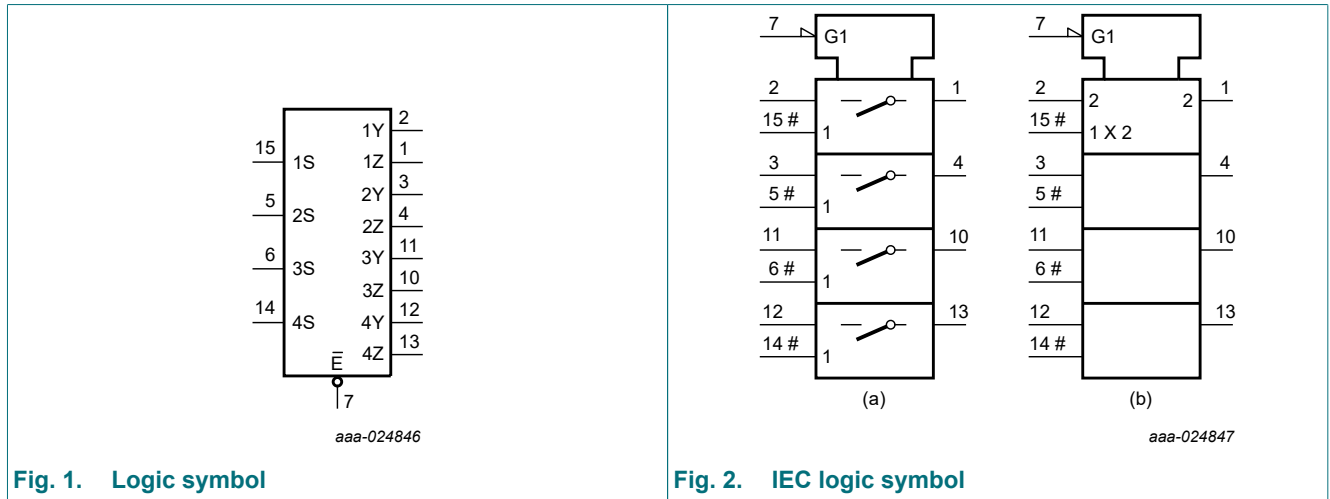 15
1S
5
2S
6
3S
14
4S
1Y
2
1Z
1
2Y
3
2Z
4
3Y
11
3Z
10
4Y
12
4Z
13
E̅
7
aaa-024846
Fig. 1. Logic symbol
7
G1
2
1
15 #
1
3
4
5 #
1
11
10
6 #
1
12
13
14 #
1
(a)
7
G1
2
2
2
1
15 #
1 X 2
3
4
5 #
11
10
6 #
12
13
14 #
(b)
aaa-024847
Fig. 2. IEC logic symbol